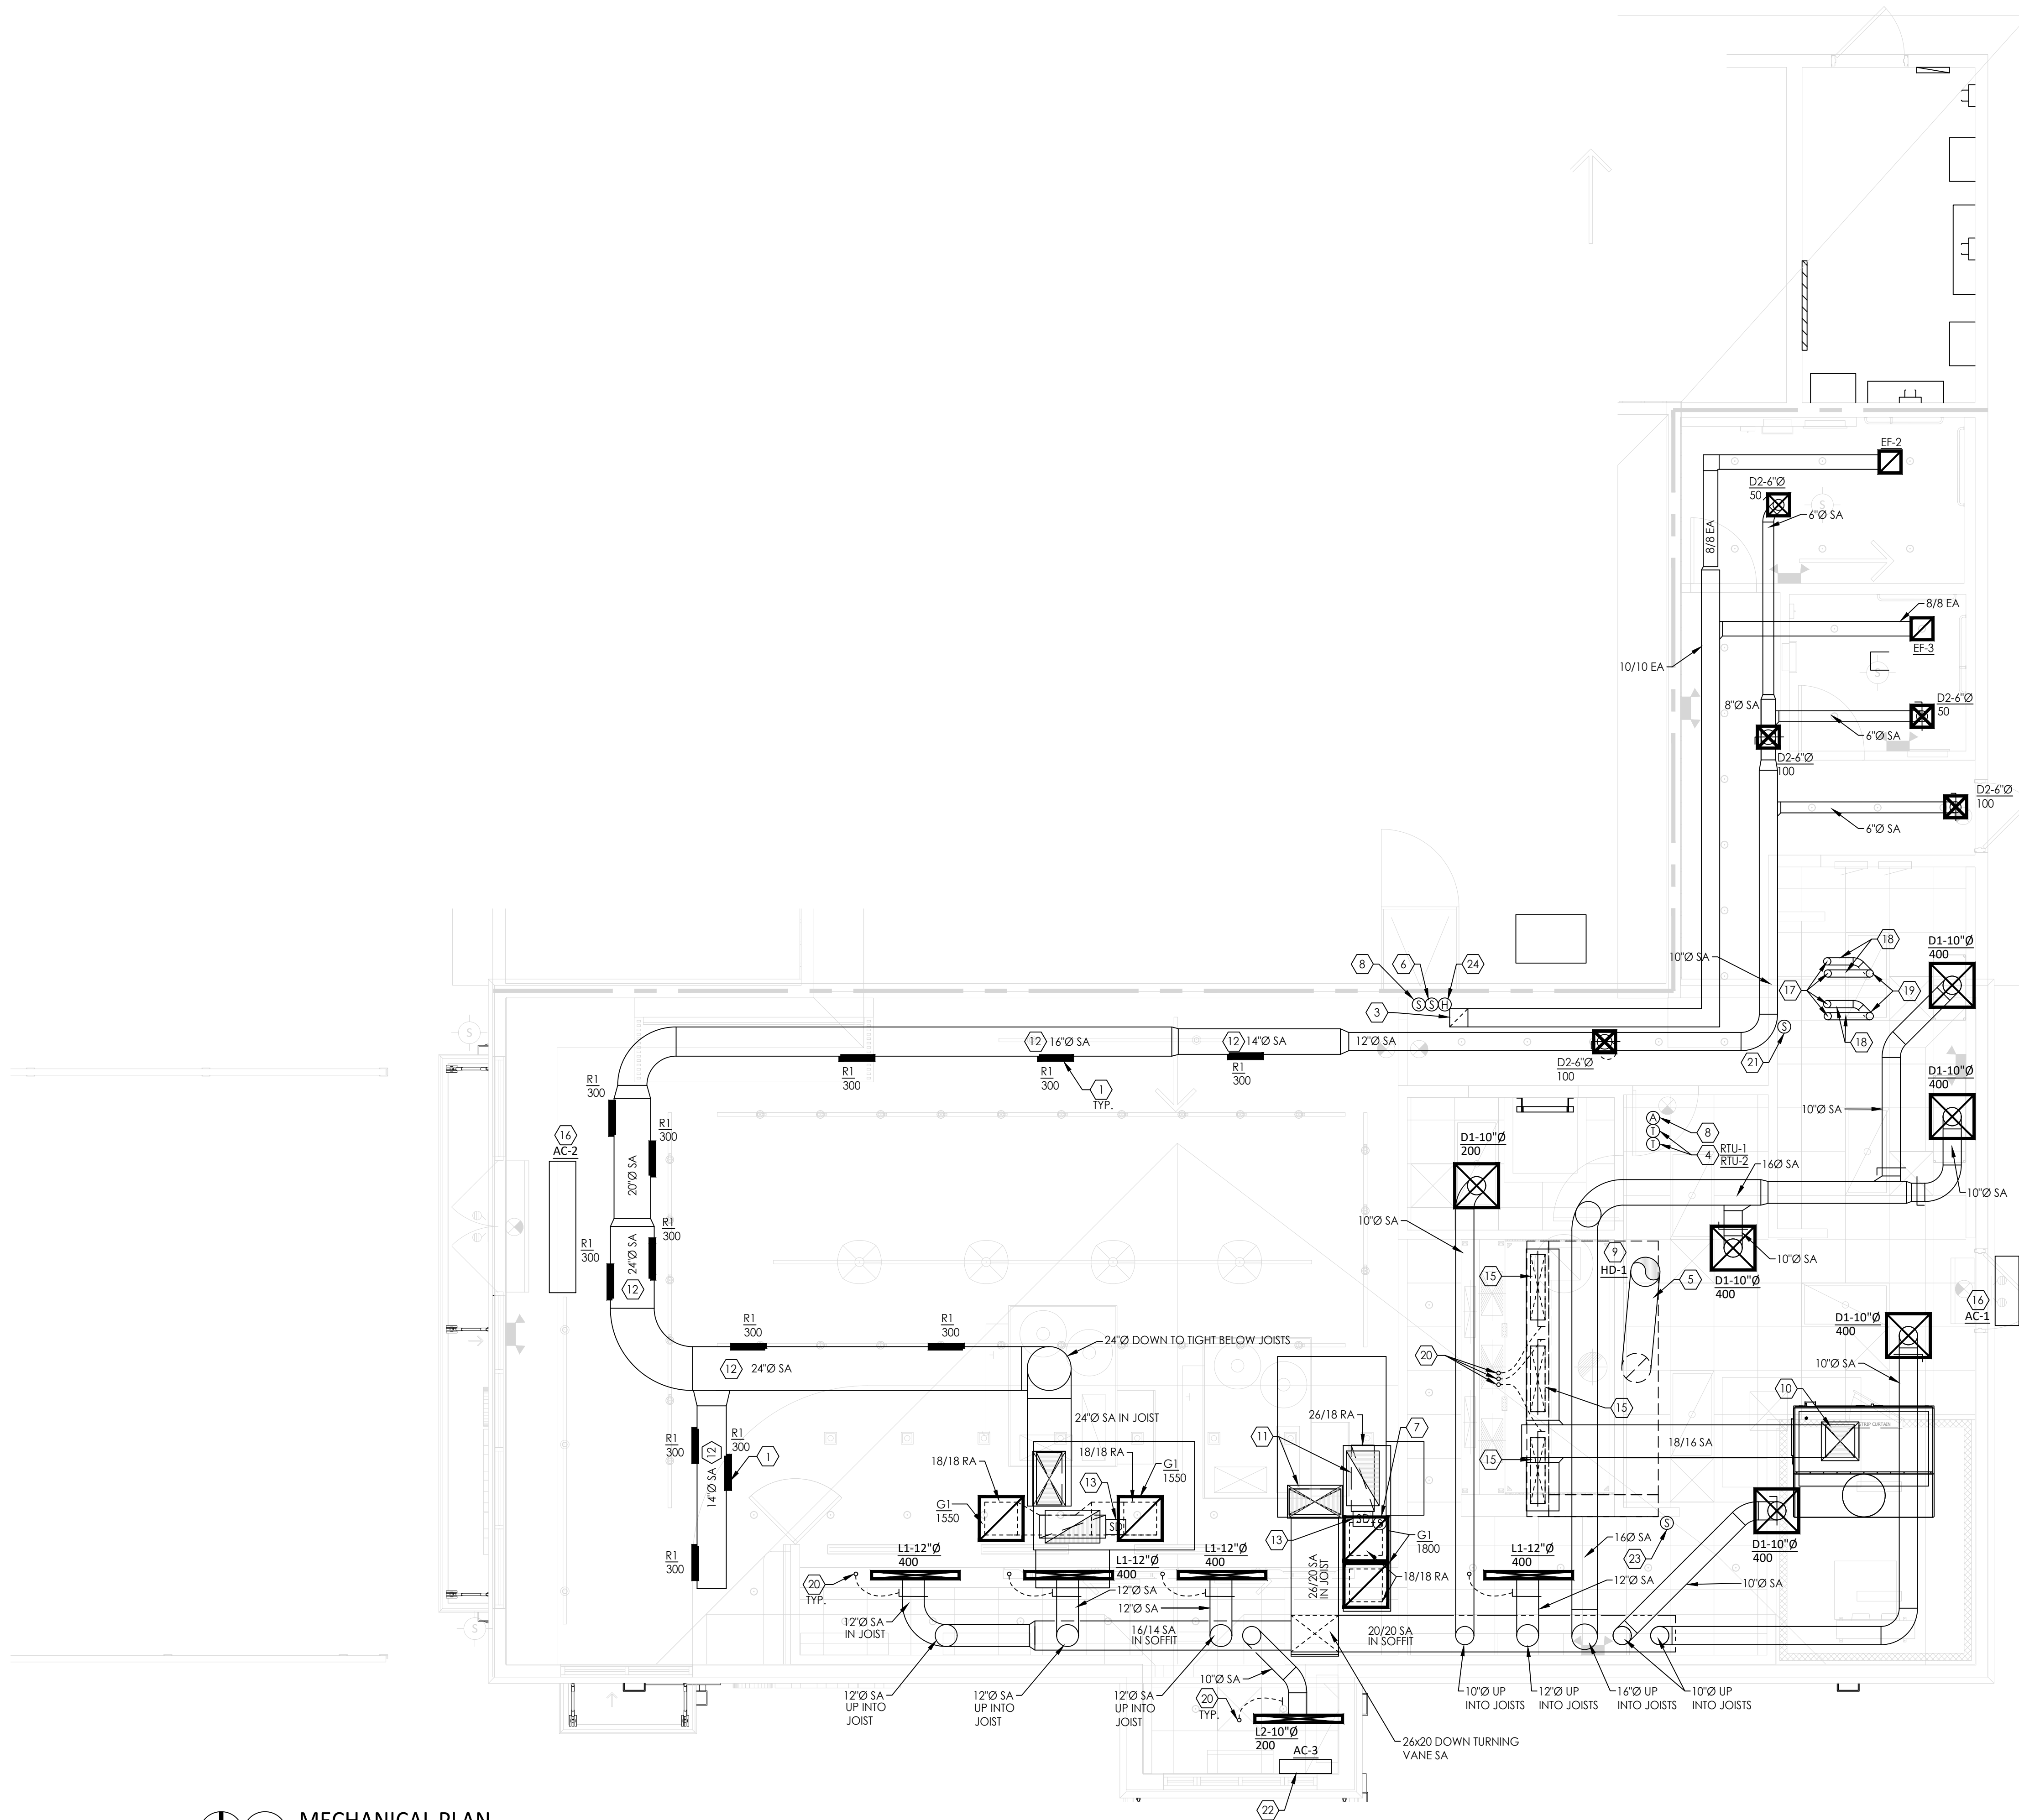 EF-2
D2-6"Ø
50
6"Ø SA
8/8 EA
8/8 EA
EF-3
10/10 EA
D2-6"Ø
50
8"Ø SA
6"Ø SA
D2-6"Ø
100
D2-6"Ø
100
6"Ø SA
18
D1-10"Ø
400
10"Ø SA
8
6
24
S
S
H
17
19
3
18
12
16"Ø SA
12
14"Ø SA
12"Ø SA
S
21
R1
300
R1
300
R1
300
D2-6"Ø
100
R1
300
1
TYP.
D1-10"Ø
400
10"Ø SA
A
T
T
8
4
RTU-1
RTU-2
16Ø SA
16
AC-2
R1
300
D1-10"Ø
200
20"Ø SA
10"Ø SA
R1
300
R1
300
24"Ø SA
12
10"Ø SA
9
HD-1
10"Ø SA
15
5
D1-10"Ø
400
16
AC-1
D1-10"Ø
400
R1
300
R1
300
24"Ø DOWN TO TIGHT BELOW JOISTS
12
24"Ø SA
20
10"Ø SA
10
15
24"Ø SA IN JOIST
26/18 RA
7
STRIP CURTAIN
R1
300
R1
300
12
14"Ø SA
1
18/18 RA
18/18 RA
11
18/16 SA
15
G1
1550
13
G1
1550
SD
SD
S
13
G1
1800
S
23
D1-10"Ø
400
R1
300
20
TYP.
L1-12"Ø
400
L1-12"Ø
400
L1-12"Ø
400
L1-12"Ø
400
16Ø SA
26/20 SA
IN JOIST
18/18 RA
12"Ø SA
12"Ø SA
12"Ø SA
10"Ø SA
12"Ø SA
IN JOIST
16/14 SA
IN SOFFIT
20/20 SA
IN SOFFIT
10"Ø SA
12"Ø SA
UP INTO
JOIST
12"Ø SA
UP INTO
JOIST
12"Ø SA
UP INTO
JOIST
20
TYP.
10"Ø UP
INTO JOISTS
12"Ø UP
INTO JOISTS
16"Ø UP
INTO JOISTS
10"Ø UP
INTO JOISTS
L2-10"Ø
200
26x20 DOWN TURNING
VANE SA
AC-3
22
S
S
S
S
MECHANICAL PLAN